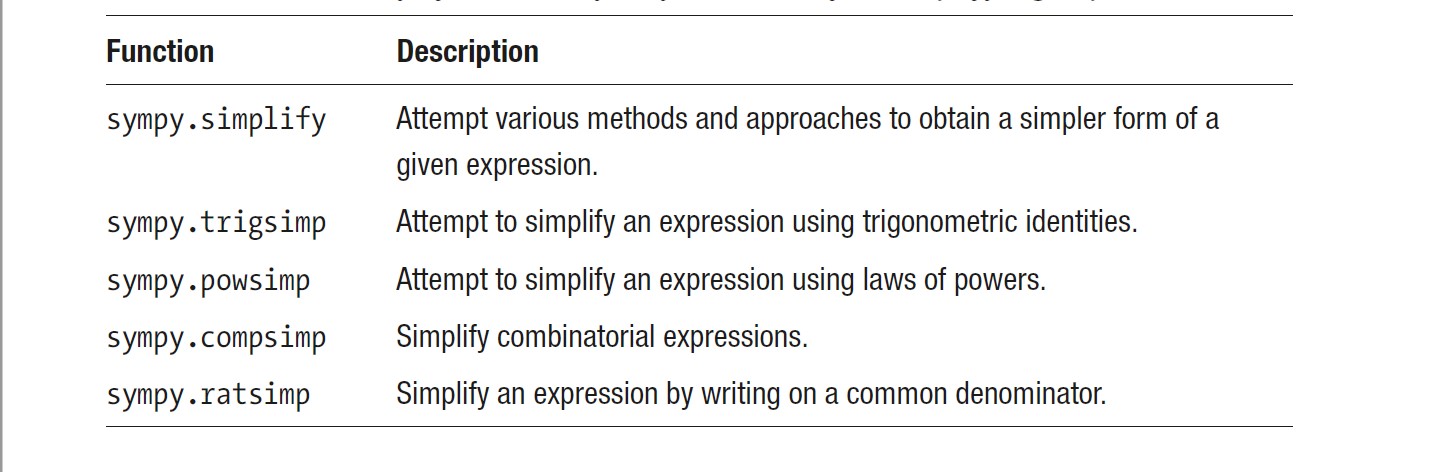 Function Description
sympy.simplify Attempt various methods and approaches to obtain a simpler form of a
given expression.
sympy.trigsimp Attempt to simplify an expression using trigonometric identities.
sympy.powsimp Attempt to simplify an expression using laws of powers.
sympy.compsimp Simplify combinatorial expressions.
sympy.ratsimp Simplify an expression by writing on a common denominator.